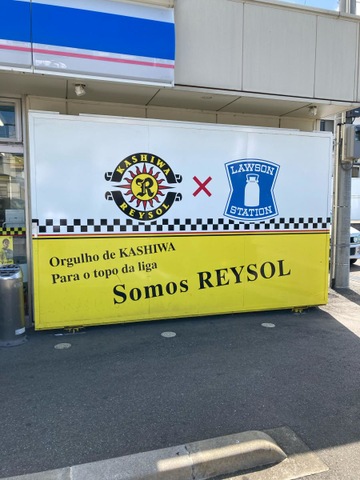 KASHIWA
R
REYSOL
×
LAWSON
STATION
Orgulho de KASHIWA
Para o topo da liga
Somos REYSOL